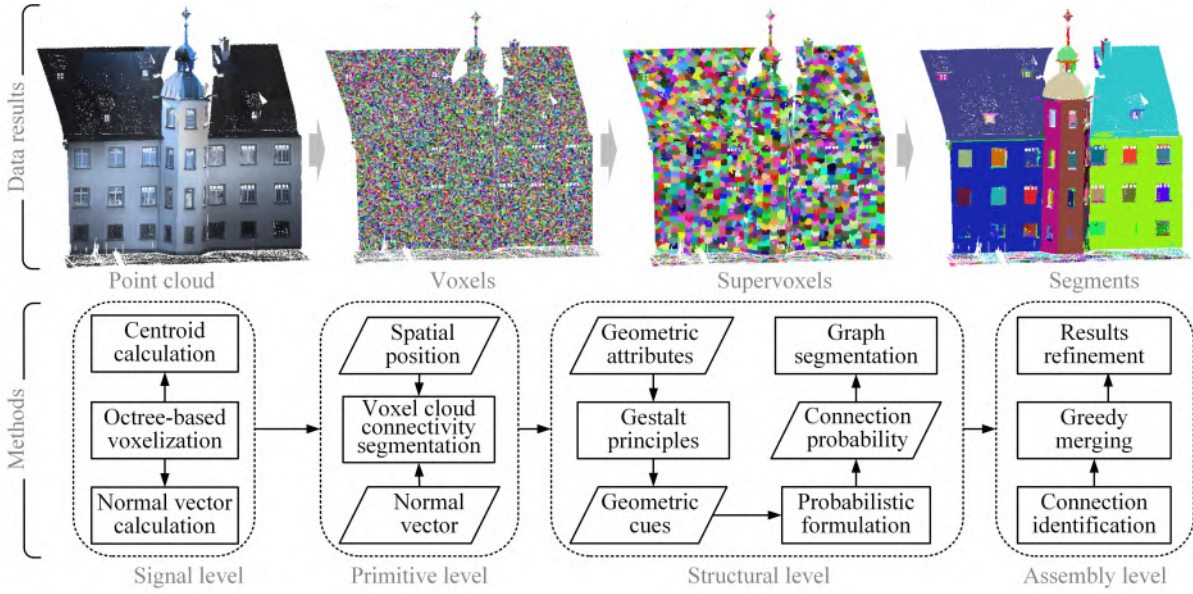 Data results
Point cloud
Voxels
Supervoxels
Segments
Methods
Centroid
calculation
Octree-based
voxelization
Normal vector
calculation
Signal level
Spatial
position
Voxel cloud
connectivity
segmentation
Normal
vector
Primitive level
Geometric
attributes
Gestalt
principles
Geometric
cues
Graph
segmentation
Connection
probability
Probabilistic
formulation
Structural level
Results
refinement
Greedy
merging
Connection
identification
Assembly level